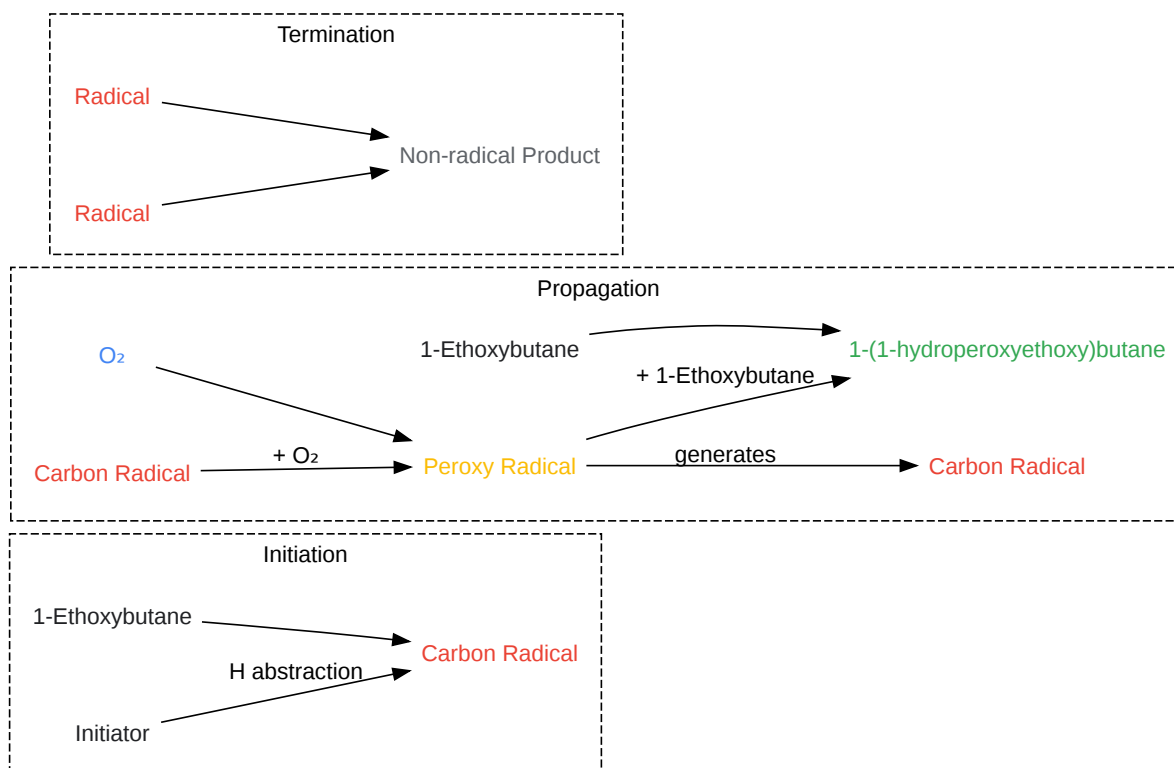 Termination
Radical
Non-radical Product
Radical
Propagation
O₂
1-Ethoxybutane
1-(1-hydroperoxyethoxy)butane
+ 1-Ethoxybutane
Carbon Radical
+ O₂
Peroxy Radical
generates
Carbon Radical
Initiation
1-Ethoxybutane
Carbon Radical
H abstraction
Initiator